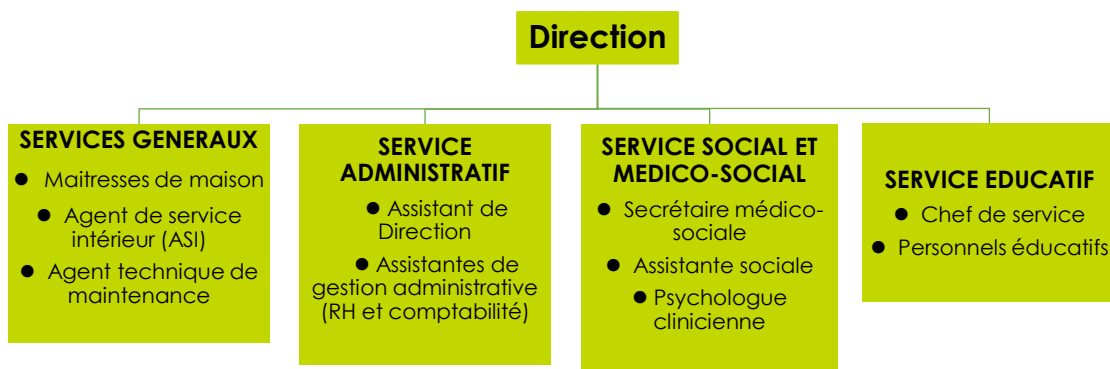 Direction
SERVICES GENERAUX
● Maitresses de maison
● Agent de service
intérieur (ASI)
● Agent technique de
maintenance
SERVICE
ADMINISTRATIF
● Assistant de
Direction
● Assistantes de
gestion administrative
(RH et comptabilité)
SERVICE SOCIAL ET
MEDICO-SOCIAL
● Secrétaire médico-
sociale
● Assistante sociale
● Psychologue
clinicienne
SERVICE EDUCATIF
● Chef de service
● Personnels éducatifs